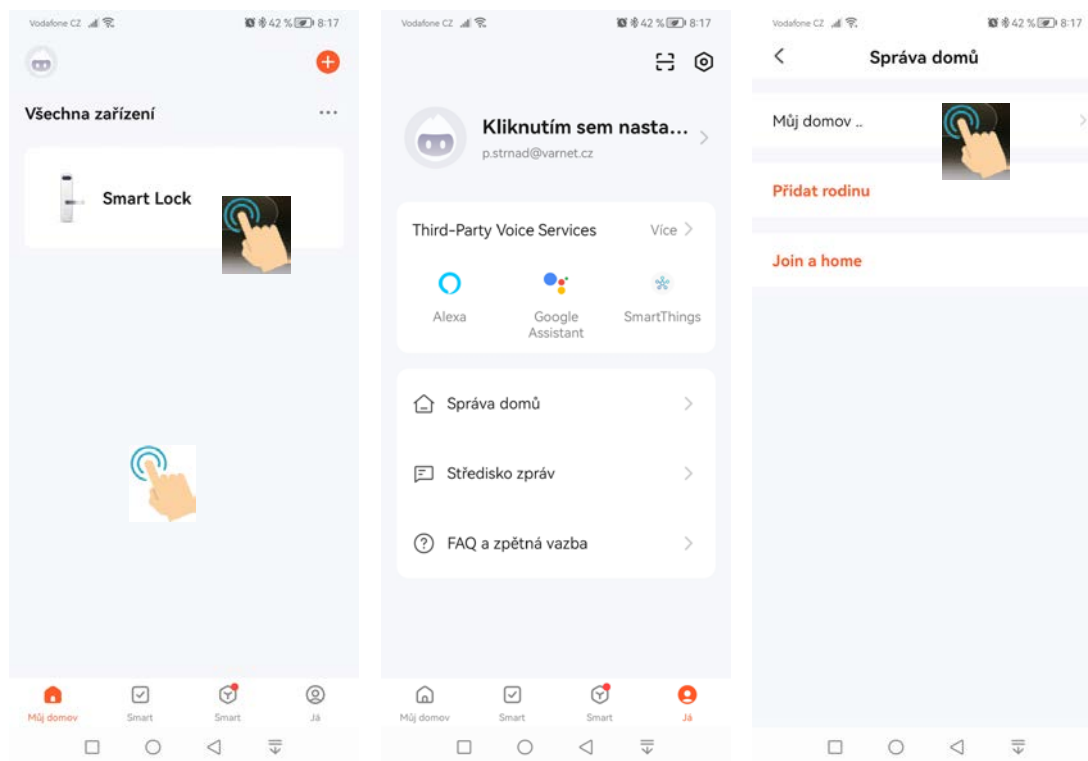 Vodafone CZ 42 % 8:17
Všechna zařízení
Smart Lock
Můj domov Smart Smart Já
Vodafone CZ 42 % 8:17
Kliknutím sem nasta...
p.strnad@varnet.cz
Third-Party Voice Services Více
Alexa Google Assistant SmartThings
Správa domů
Středisko zpráv
FAQ a zpětná vazba
Můj domov Smart Smart Já
Vodafone CZ 42 % 8:17
Správa domů
Můj domov ..
Přidat rodinu
Join a home